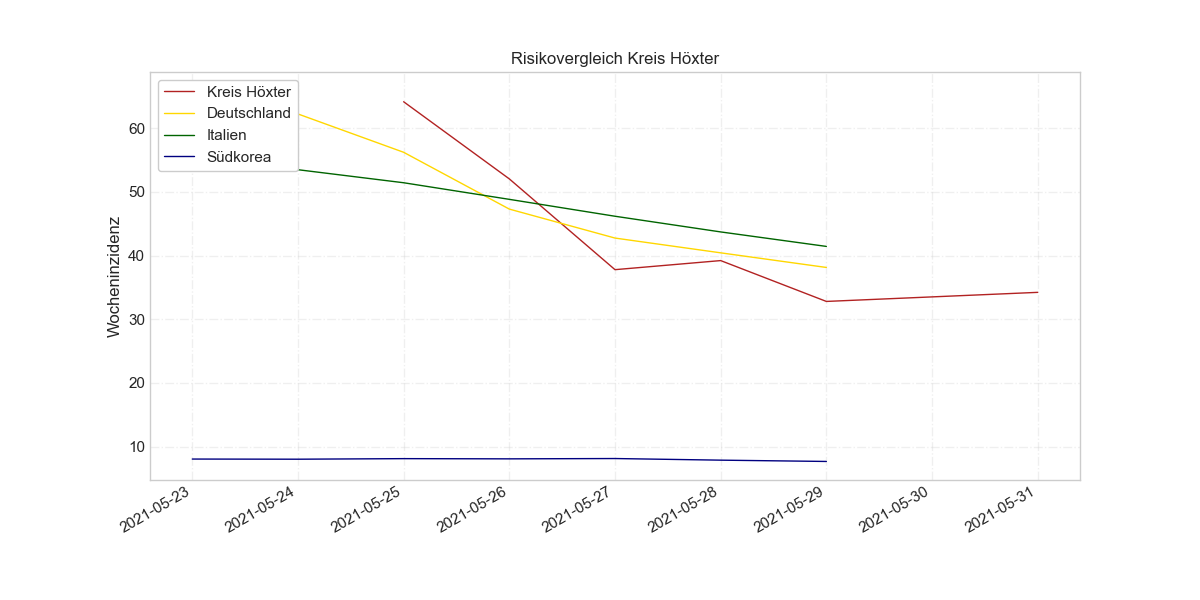 Risikovergleich Kreis Höxter
Kreis Höxter
Deutschland
Italien
Südkorea
Wocheninzidenz
60
50
40
30
20
10
2021-05-23
2021-05-24
2021-05-25
2021-05-26
2021-05-27
2021-05-28
2021-05-29
2021-05-30
2021-05-31